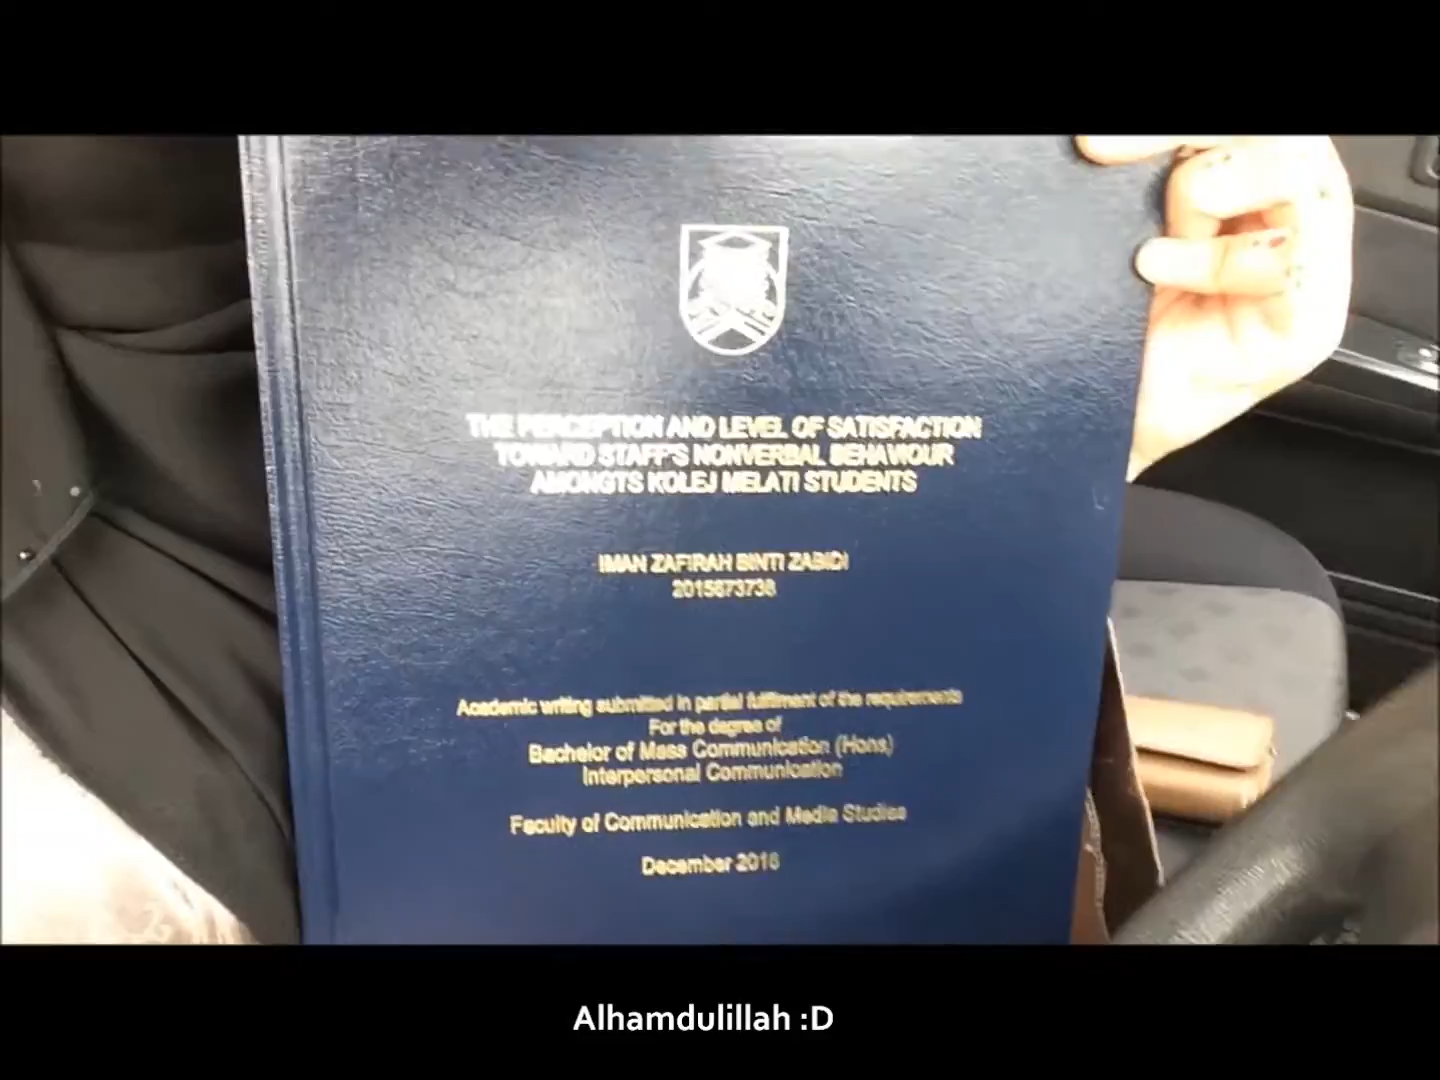 THE PERCEPTION AND LEVEL OF SATISFACTION
TOWARD STAFF'S NONVERBAL BEHAVIOUR
AMONGTS KOLEJ MELATI STUDENTS
IMAN ZAFIRAH BINTI ZABIDI
2015673738
Academic writing submitted in partial fulfilment of the requirements
For the degree of
Bachelor of Mass Communication (Hons)
Interpersonal Communication
Faculty of Communication and Media Studies
December 2016
Alhamdulillah :D